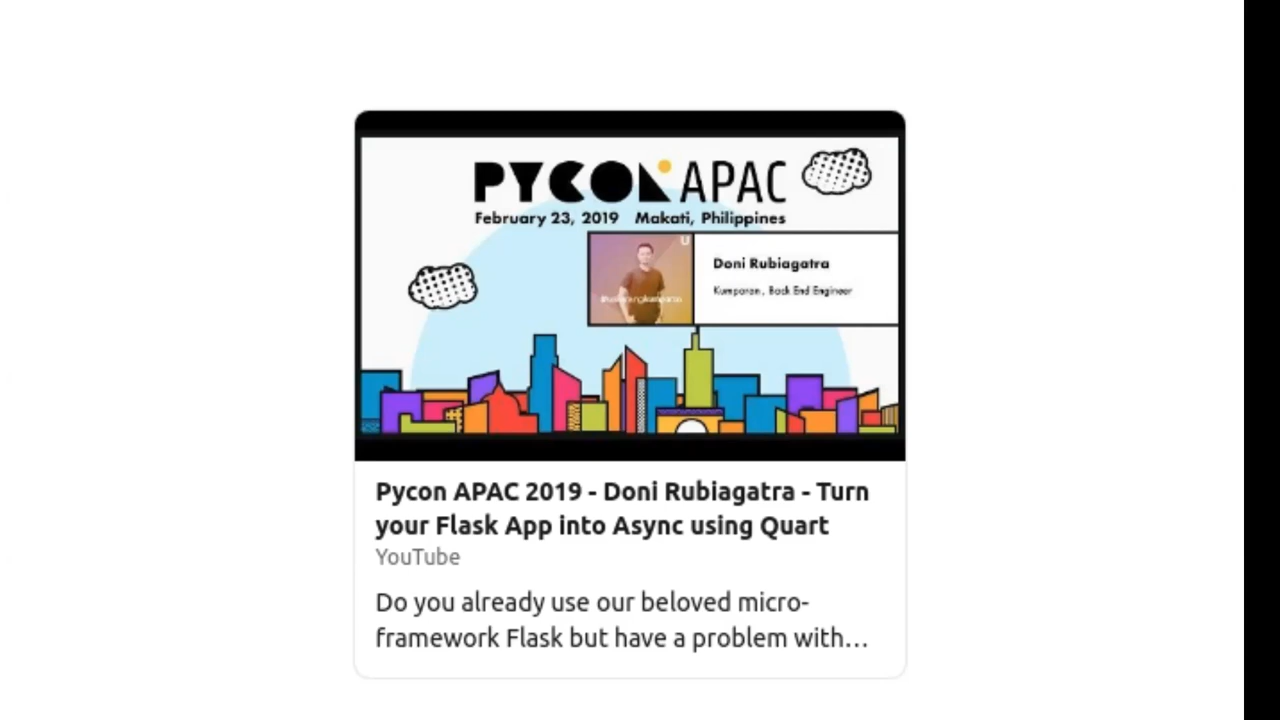 PYCON APAC
February 23, 2019 Makati, Philippines
U
Doni Rubiagatra
Kumparan, Back End Engineer
Pycon APAC 2019 - Doni Rubiagatra - Turn
your Flask App into Async using Quart
YouTube
Do you already use our beloved micro-
framework Flask but have a problem with…